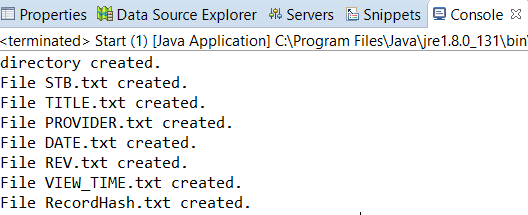 Properties Data Source Explorer Servers Snippets Console
<terminated> Start (1) [Java Application] C:\Program Files\Java\jre1.8.0_131\bin\
directory created.
File STB.txt created.
File TITLE.txt created.
File PROVIDER.txt created.
File DATE.txt created.
File REV.txt created.
File VIEW_TIME.txt created.
File RecordHash.txt created.